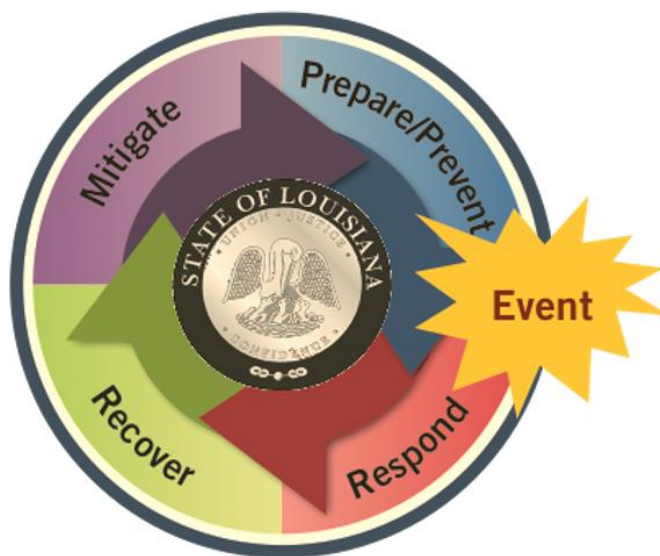 Mitigate
Prepare/Prevent
STATE OF LOUISIANA
UNION · JUSTICE
CONFIDENCE
Event
Recover
Respond